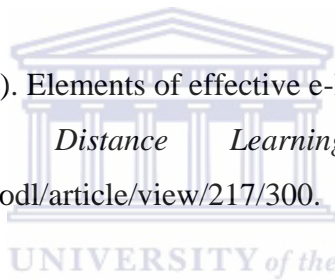 ). Elements of effective e-
Distance Learning
odl/article/view/217/300.
UNIVERSITY of the